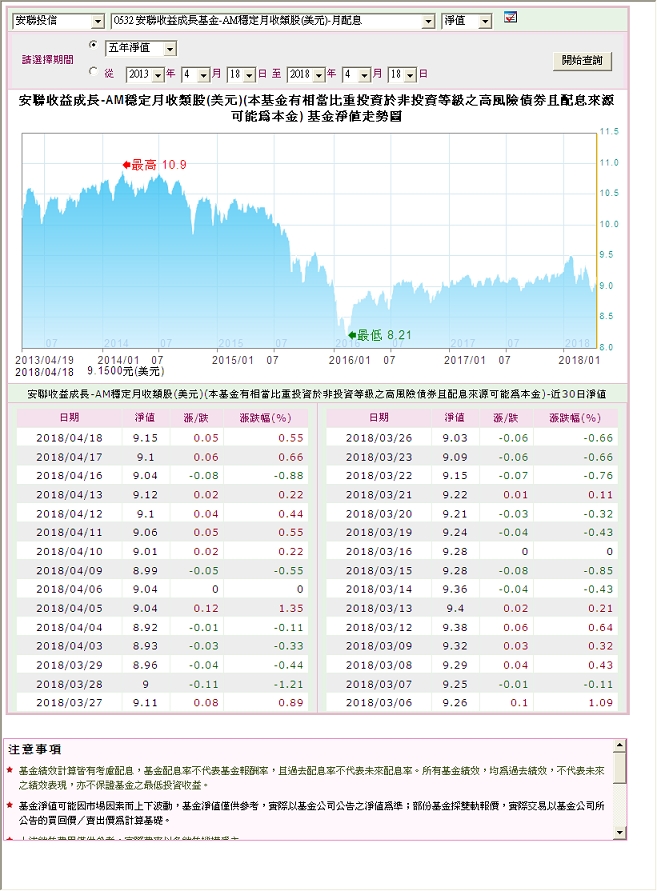 安聯投信 0532 安聯收益成長基金-AM穩定月收類股(美元)-月配息 淨值
請選擇期間 五年淨值
從 2013 年 4 月 18 日 至 2018 年 4 月 18 日 開始查詢
安聯收益成長-AM穩定月收類股(美元)(本基金有相當比重投資於非投資等級之高風險債券且配息來源
可能為本金) 基金淨值走勢圖
11.5
11.0
10.5
10.0
9.5
9.0
8.5
8.0
最高 10.9
最低 8.21
07 2014 07 2015 07 2016 07 2017 07 2018
2013/04/19 2014/01 07 2015/01 07 2016/01 07 2017/01 07 2018/01
2018/04/18 9.1500元(美元)
安聯收益成長-AM穩定月收類股(美元)(本基金有相當比重投資於非投資等級之高風險債券且配息來源可能為本金)-近30日淨值
日期 淨值 漲/跌 漲跌幅(%) 日期 淨值 漲/跌 漲跌幅(%)
2018/04/18 9.15 0.05 0.55 2018/03/26 9.03 -0.06 -0.66
2018/04/17 9.1 0.06 0.66 2018/03/23 9.09 -0.06 -0.66
2018/04/16 9.04 -0.08 -0.88 2018/03/22 9.15 -0.07 -0.76
2018/04/13 9.12 0.02 0.22 2018/03/21 9.22 0.01 0.11
2018/04/12 9.1 0.04 0.44 2018/03/20 9.21 -0.03 -0.32
2018/04/11 9.06 0.05 0.55 2018/03/19 9.24 -0.04 -0.43
2018/04/10 9.01 0.02 0.22 2018/03/16 9.28 0 0
2018/04/09 8.99 -0.05 -0.55 2018/03/15 9.28 -0.08 -0.85
2018/04/06 9.04 0 0 2018/03/14 9.36 -0.04 -0.43
2018/04/05 9.04 0.12 1.35 2018/03/13 9.4 0.02 0.21
2018/04/04 8.92 -0.01 -0.11 2018/03/12 9.38 0.06 0.64
2018/04/03 8.93 -0.03 -0.33 2018/03/09 9.32 0.03 0.32
2018/03/29 8.96 -0.04 -0.44 2018/03/08 9.29 0.04 0.43
2018/03/28 9 -0.11 -1.21 2018/03/07 9.25 -0.01 -0.11
2018/03/27 9.11 0.08 0.89 2018/03/06 9.26 0.1 1.09
注意事項
基金績效計算皆有考慮配息，基金配息率不代表基金報酬率，且過去配息率不代表未來配息率。所有基金績效，均為過去績效，不代表未來
之績效表現，亦不保證基金之最低投資收益。
基金淨值可能因市場因素而上下波動，基金淨值僅供參考，實際以基金公司公告之淨值為準；部份基金採雙軌報價，實際交易以基金公司所
公告的買回價／賣出價為計算基礎。